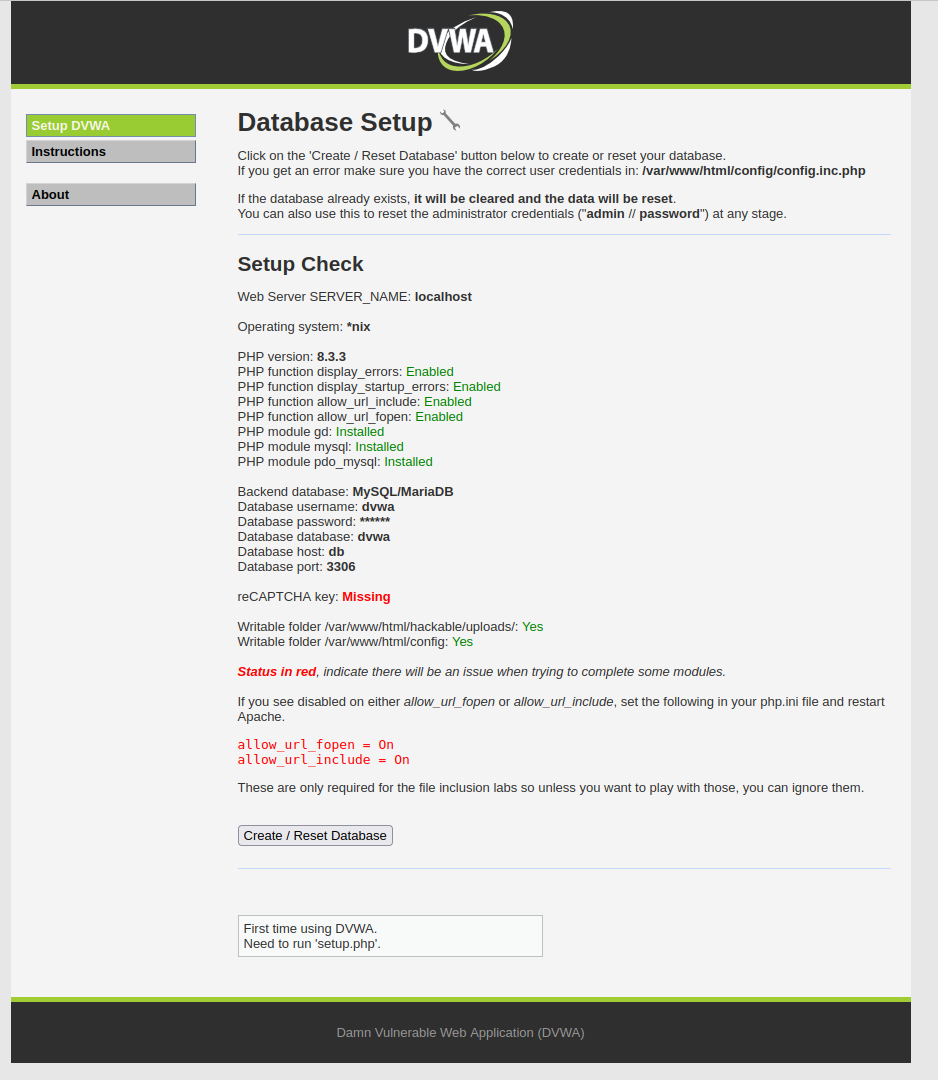 DVWA
Setup DVWA
Instructions
About
Database Setup
Click on the 'Create / Reset Database' button below to create or reset your database.
If you get an error make sure you have the correct user credentials in: /var/www/html/config/config.inc.php
If the database already exists, it will be cleared and the data will be reset.
You can also use this to reset the administrator credentials ("admin // password") at any stage.
Setup Check
Web Server SERVER_NAME: localhost
Operating system: *nix
PHP version: 8.3.3
PHP function display_errors: Enabled
PHP function display_startup_errors: Enabled
PHP function allow_url_include: Enabled
PHP function allow_url_fopen: Enabled
PHP module gd: Installed
PHP module mysql: Installed
PHP module pdo_mysql: Installed
Backend database: MySQL/MariaDB
Database username: dvwa
Database password: ******
Database database: dvwa
Database host: db
Database port: 3306
reCAPTCHA key: Missing
Writable folder /var/www/html/hackable/uploads/: Yes
Writable folder /var/www/html/config: Yes
Status in red, indicate there will be an issue when trying to complete some modules.
If you see disabled on either allow_url_fopen or allow_url_include, set the following in your php.ini file and restart
Apache.
allow_url_fopen = On
allow_url_include = On
These are only required for the file inclusion labs so unless you want to play with those, you can ignore them.
Create / Reset Database
First time using DVWA.
Need to run 'setup.php'.
Damn Vulnerable Web Application (DVWA)